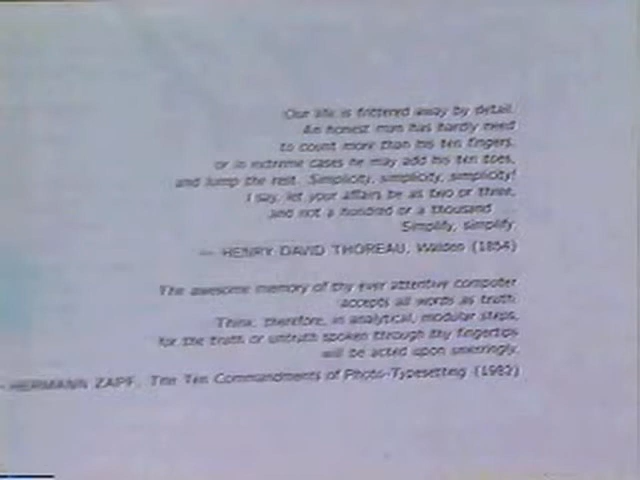 Our life is frittered away by detail.
An honest man has hardly need
to count more than his ten fingers,
or in extreme cases he may add his ten toes,
and lump the rest. Simplicity, simplicity, simplicity!
I say, let your affairs be as two or three,
and not a hundred or a thousand
Simplify, simplify.
— HENRY DAVID THOREAU, Walden (1854)
The awesome memory of thy ever attentive computer
accepts all words as truth.
Think, therefore, in analytical, modular steps,
for the truth or untruth spoken through thy fingertips
will be acted upon unerringly.
— HERMANN ZAPF, The Ten Commandments of Photo-Typesetting (1982)